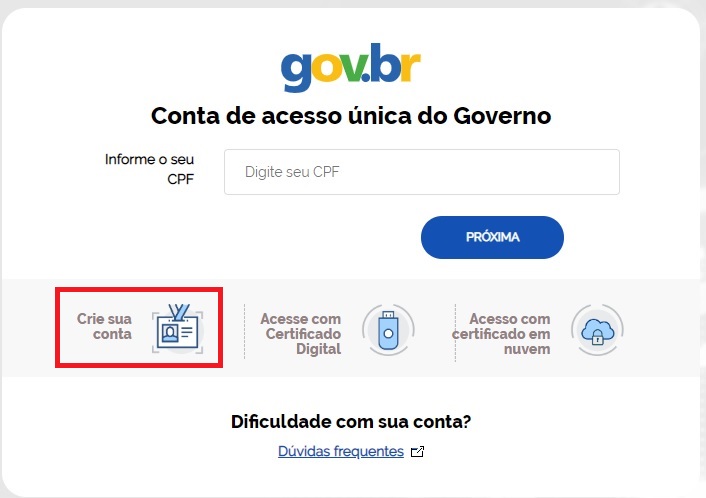 gov.br
Conta de acesso única do Governo
Informe o seu
CPF
Digite seu CPF
PRÓXIMA
Crie sua
conta
Acesse com
Certificado
Digital
Acesso com
certificado em
nuvem
Dificuldade com sua conta?
Dúvidas frequentes